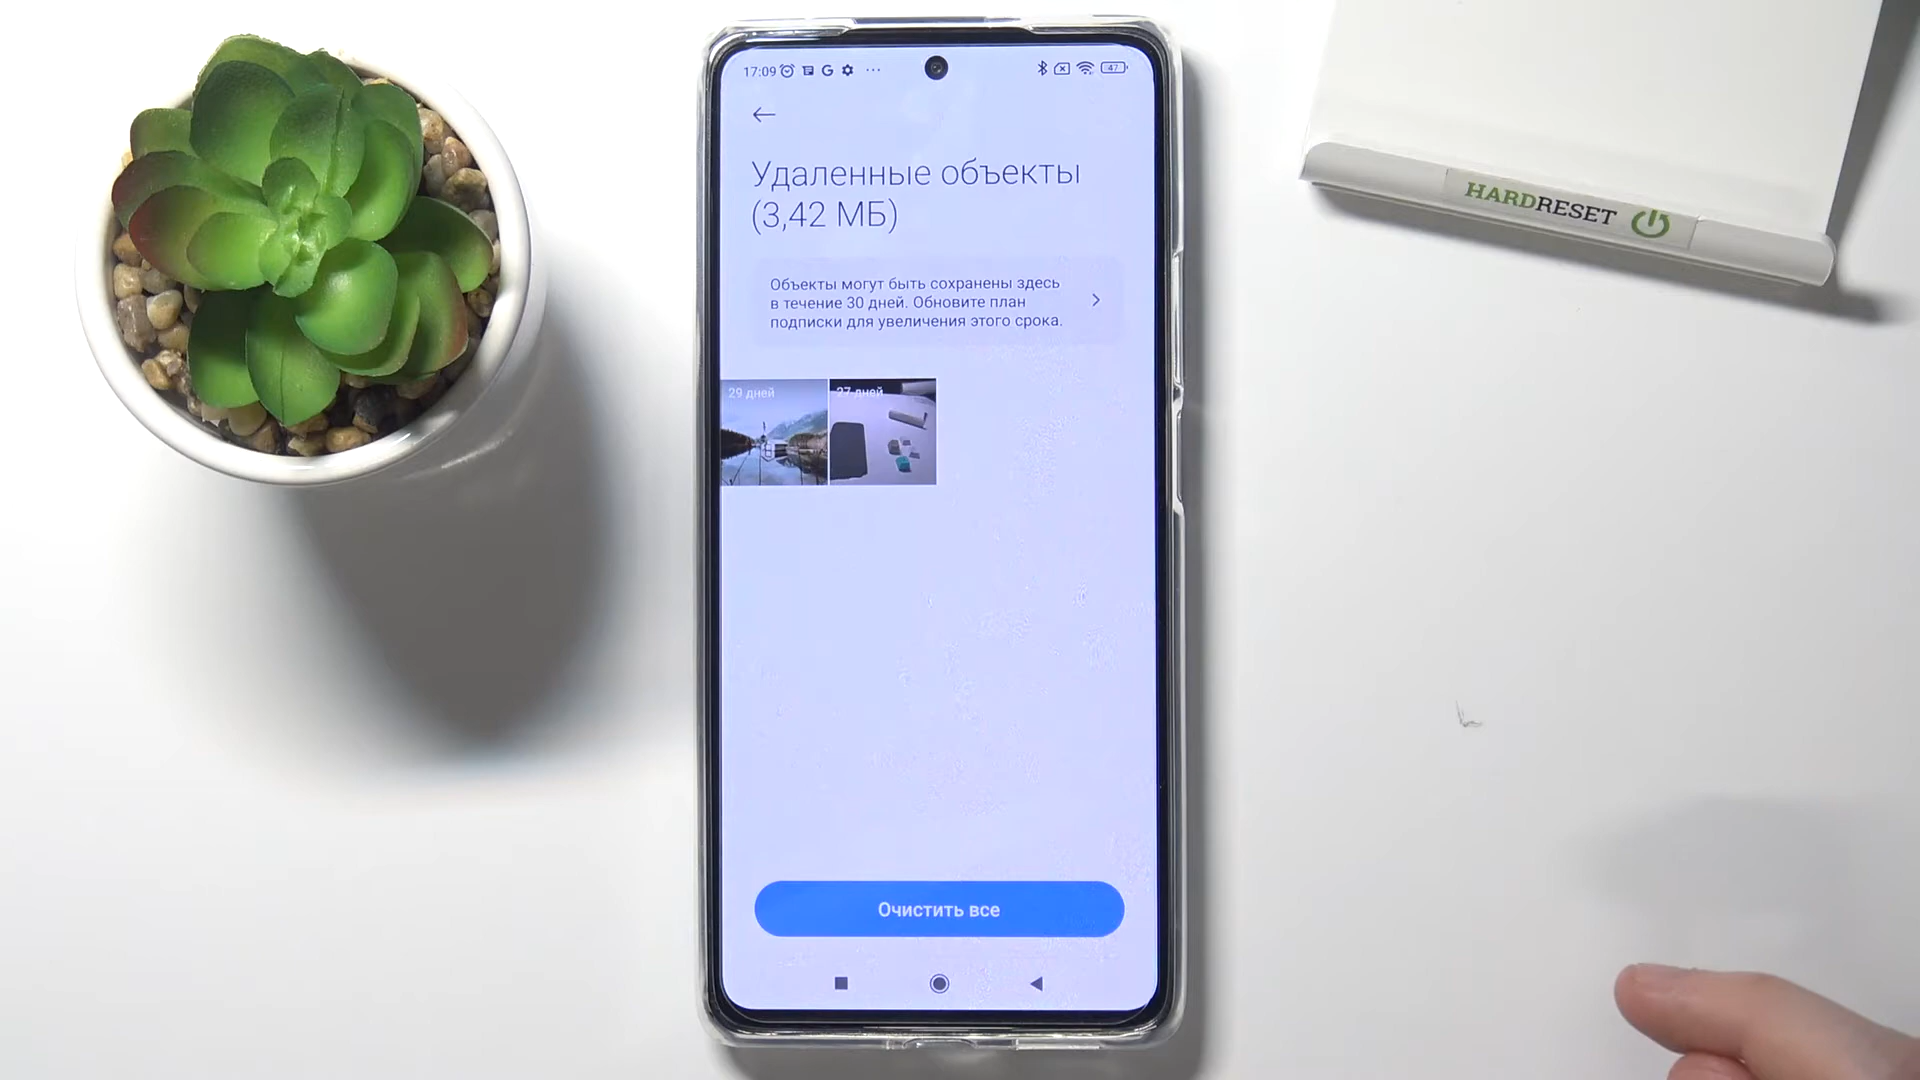 17:09
47
Удаленные объекты
(3,42 МБ)
Объекты могут быть сохранены здесь
в течение 30 дней. Обновите план
подписки для увеличения этого срока.
29 дней
27 дней
Очистить все
HARDRESET